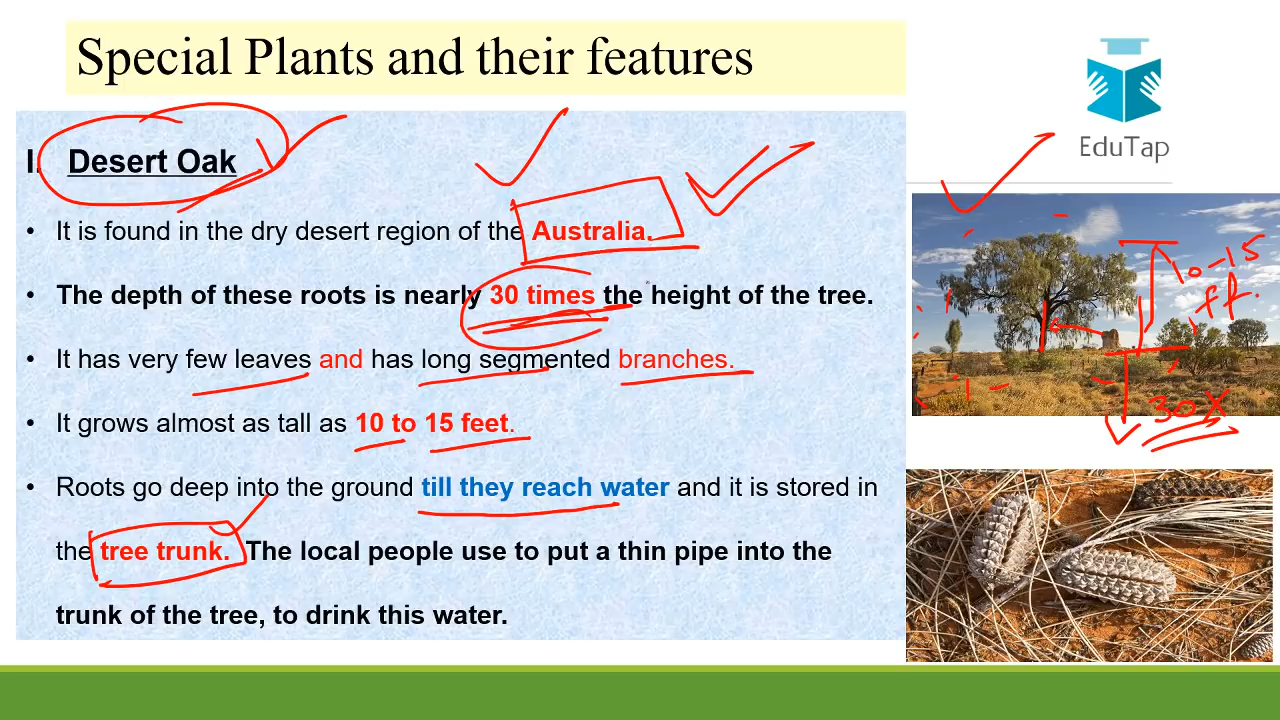 Special Plants and their features
EduTap
I. Desert Oak
• It is found in the dry desert region of the Australia.
• The depth of these roots is nearly 30 times the height of the tree.
• It has very few leaves and has long segmented branches.
• It grows almost as tall as 10 to 15 feet.
• Roots go deep into the ground till they reach water and it is stored in
the tree trunk. The local people use to put a thin pipe into the
trunk of the tree, to drink this water.
10-15
ft.
30X